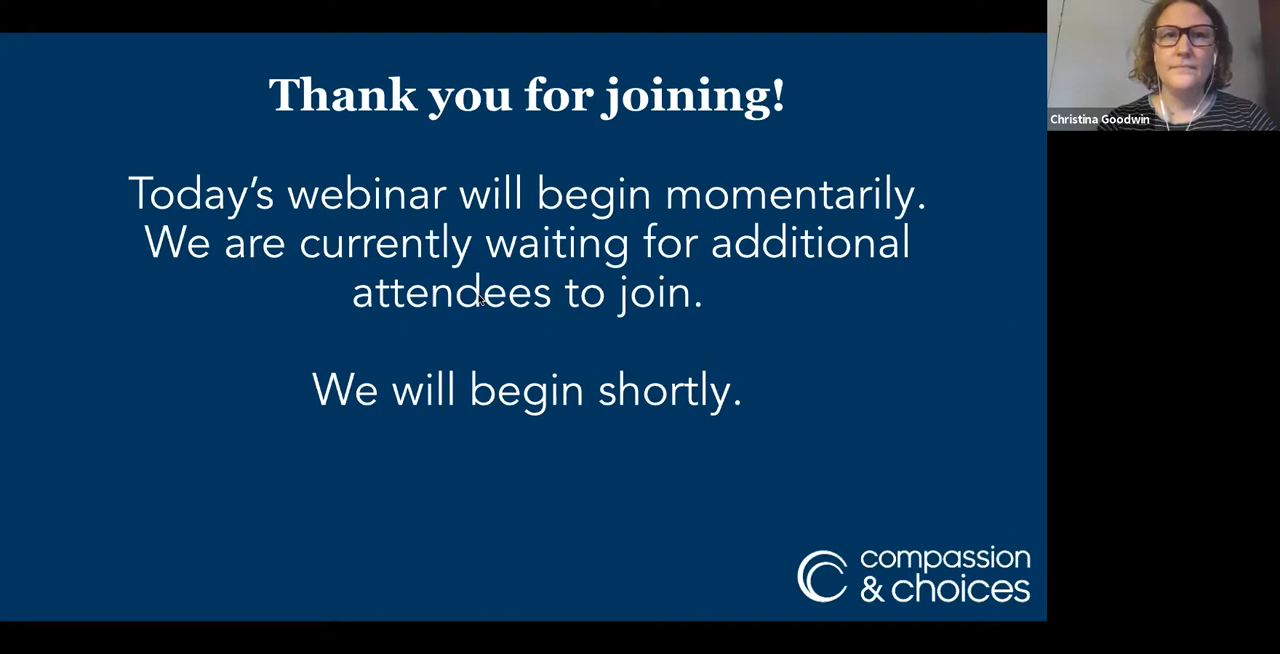 Thank you for joining!
Today's webinar will begin momentarily.
We are currently waiting for additional
attendees to join.
We will begin shortly.
compassion
& choices
Christina Goodwin